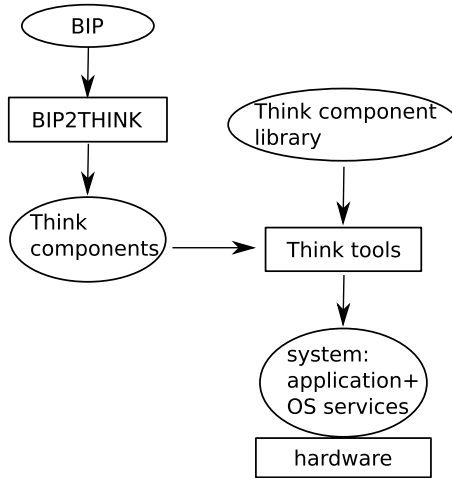 BIP
BIP2THINK
Think component
library
Think
components
Think tools
system:
application+
OS services
hardware